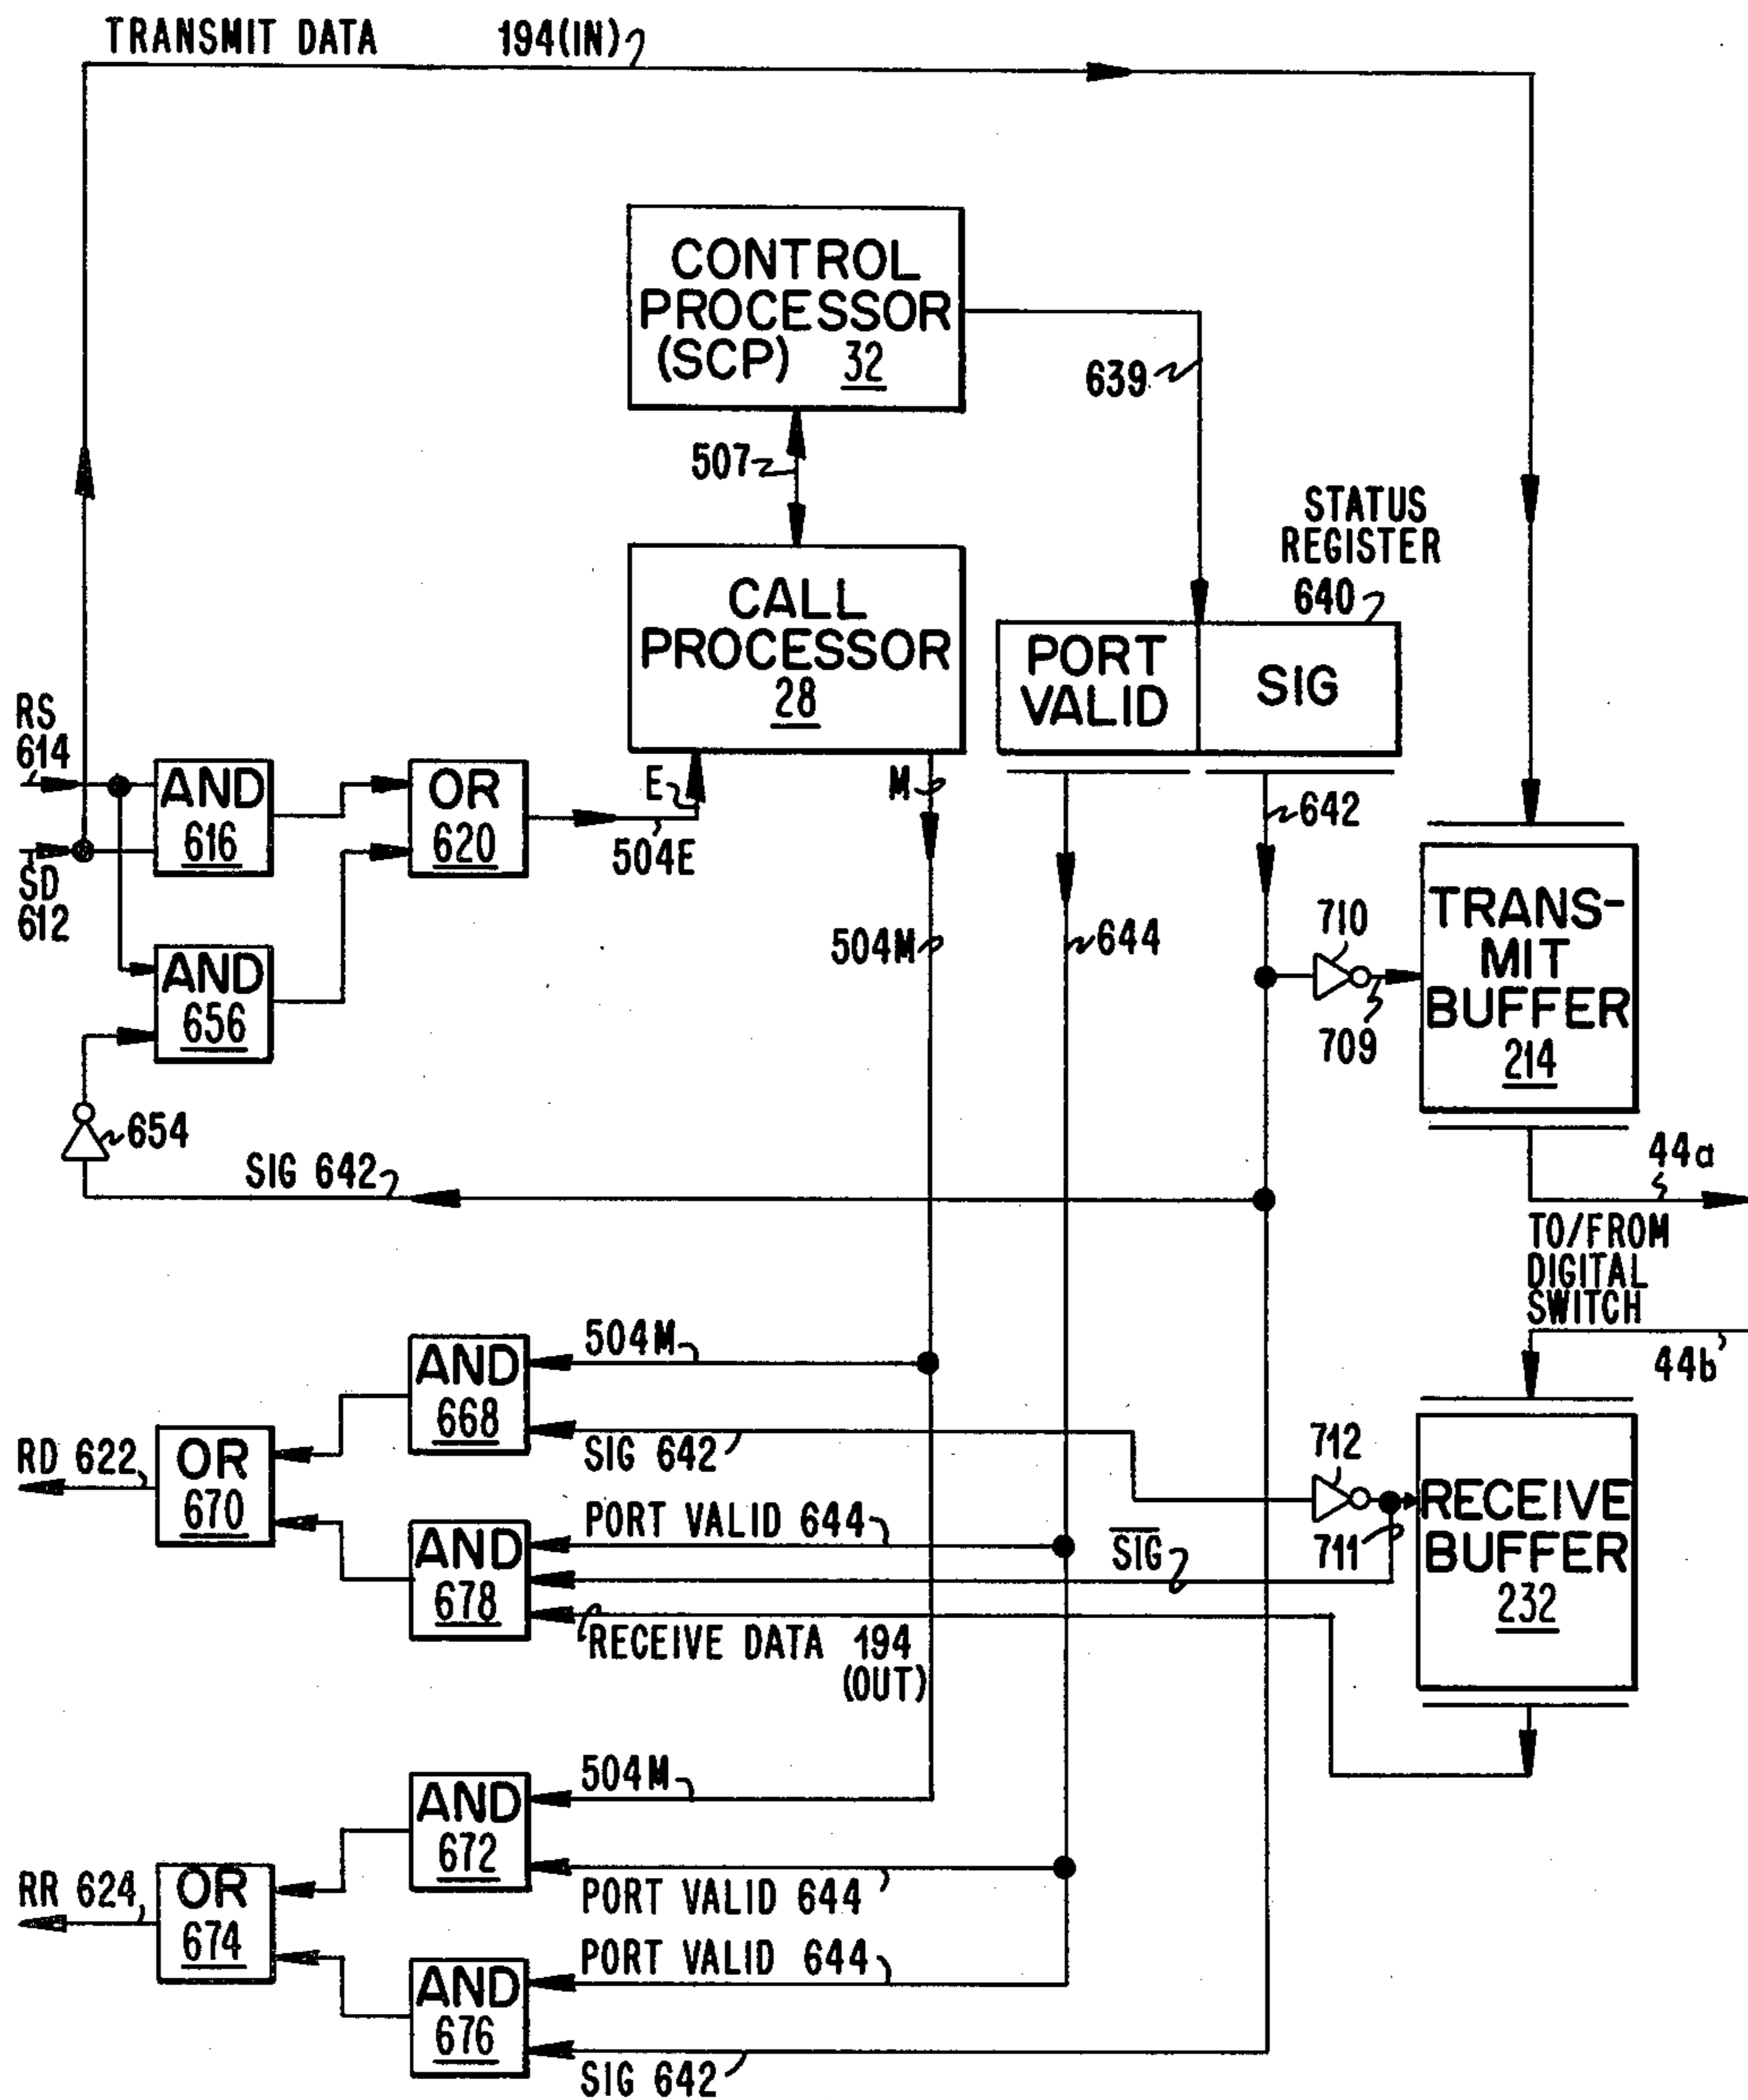 TRANSMIT DATA 194(IN)
CONTROL
PROCESSOR
(SCP) 32
639
507
STATUS
REGISTER
640
CALL
PROCESSOR
28
PORT
VALID
SIG
RS
614
AND
616
OR
620
E
504E
M
642
SD
612
504M
644
710
TRANS-
MIT
BUFFER
214
AND
656
709
654
SIG 642
44a
TO/FROM
DIGITAL
SWITCH
44b
504M
AND
668
SIG 642
712
RD 622
OR
670
PORT VALID 644
SIG
711
RECEIVE
BUFFER
232
AND
678
RECEIVE DATA 194
(OUT)
504M
AND
672
PORT VALID 644
RR 624
OR
674
PORT VALID 644
AND
676
SIG 642